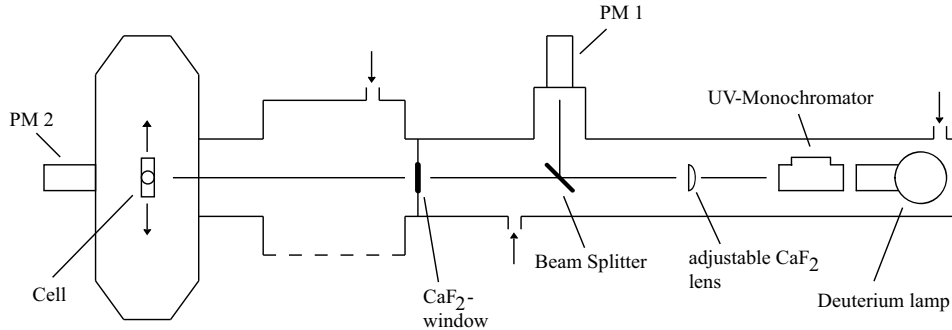 PM 1
UV-Monochromator
PM 2
Cell
CaF2-
window
Beam Splitter
adjustable CaF2
lens
Deuterium lamp